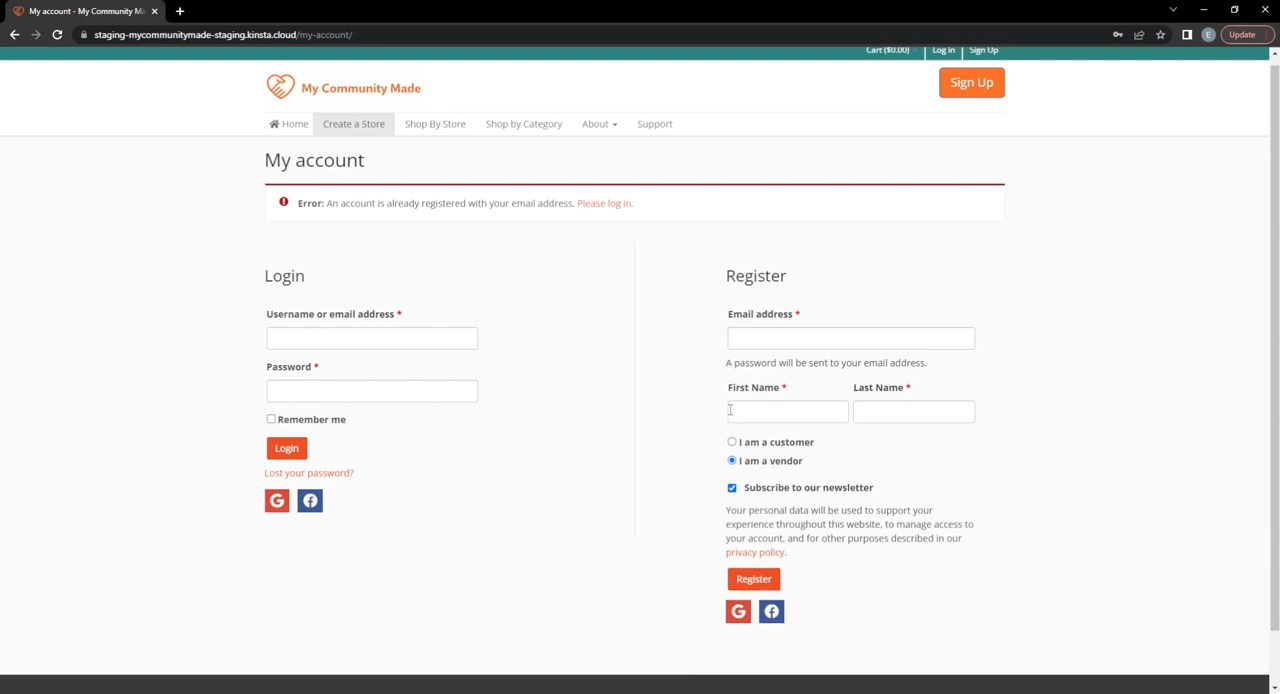 My account - My Community Ma
staging-mycommunitymade-staging.kinsta.cloud/my-account/
E
Update
Cart ($0.00)
Log in
Sign Up
My Community Made
Sign Up
Home
Create a Store
Shop By Store
Shop by Category
About
Support
My account
Error: An account is already registered with your email address. Please log in.
Login
Username or email address *
Password *
Remember me
Login
Lost your password?
G
f
Register
Email address *
A password will be sent to your email address.
First Name *
Last Name *
I am a customer
I am a vendor
Subscribe to our newsletter
Your personal data will be used to support your
experience throughout this website, to manage access to
your account, and for other purposes described in our
privacy policy.
Register
G
f